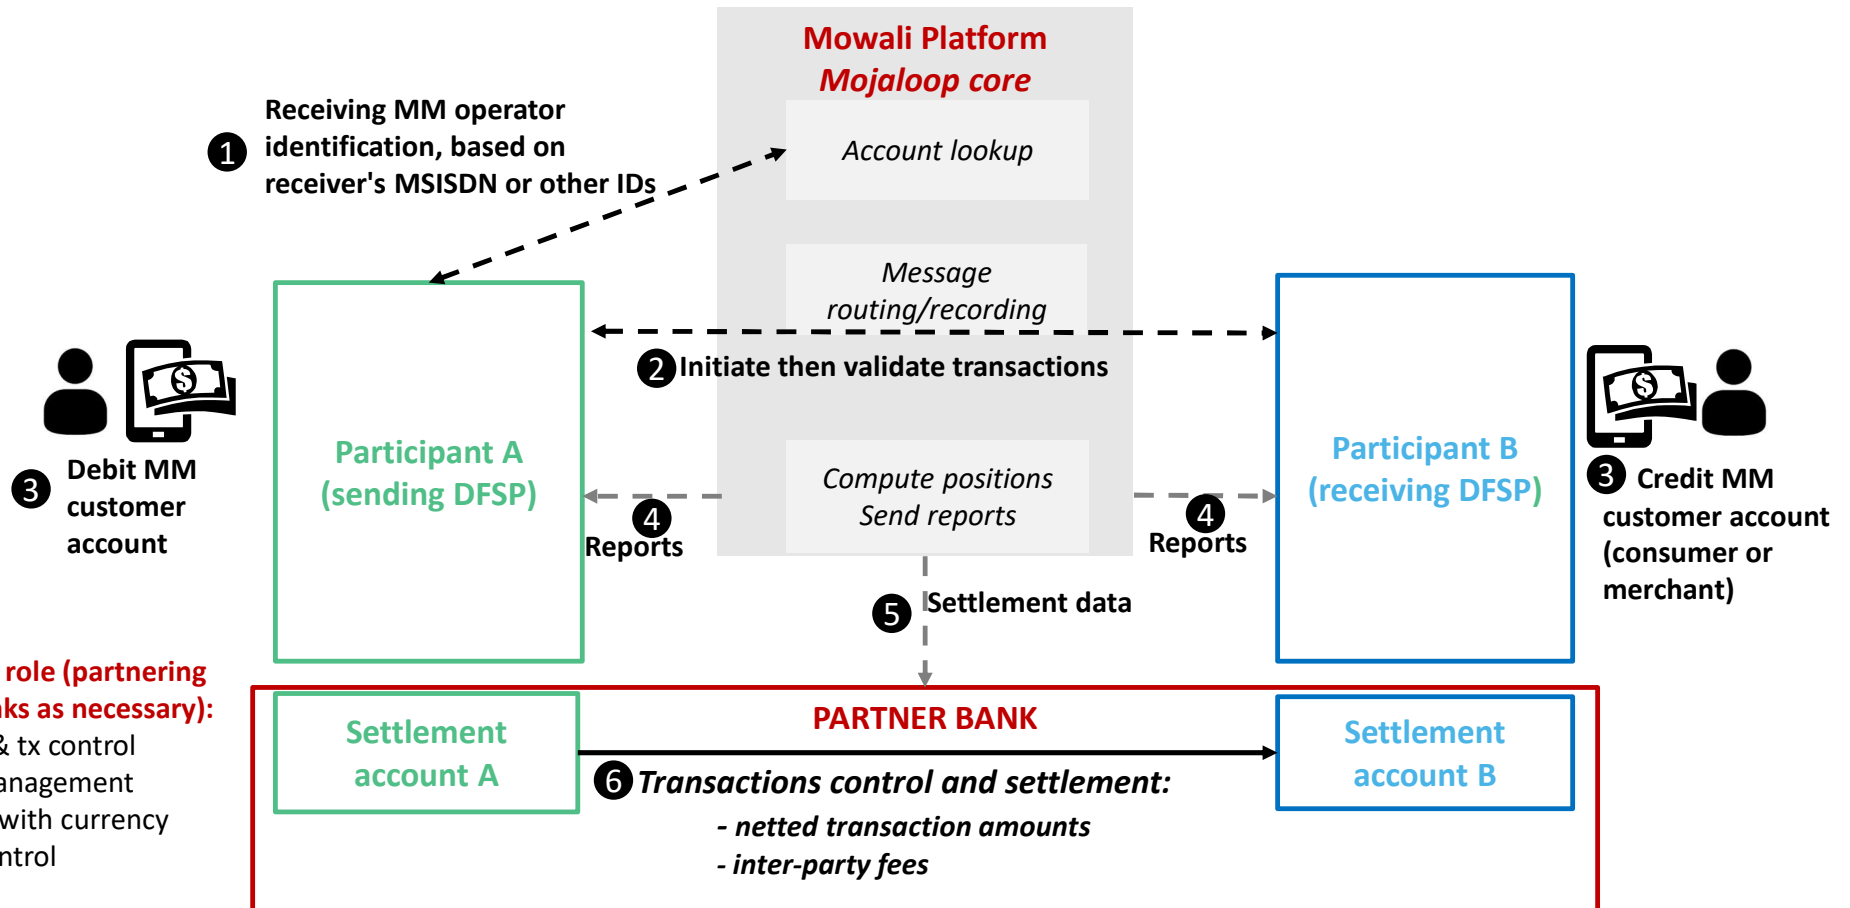 Mowali Platform
Mojaloop core
Account lookup
1
Receiving MM operator
identification, based on
receiver's MSISDN or other IDs
Message
routing/recording
2 Initiate then validate transactions
3 Debit MM
customer
account
Participant A
(sending DFSP)
Compute positions
Send reports
Participant B
(receiving DFSP)
3 Credit MM
customer account
(consumer or
merchant)
4
Reports
4
Reports
5 Settlement data
role (partnering
as necessary):
& tx control
with currency
Settlement
account A
PARTNER BANK
Settlement
account B
6 Transactions control and settlement:
- netted transaction amounts
- inter-party fees